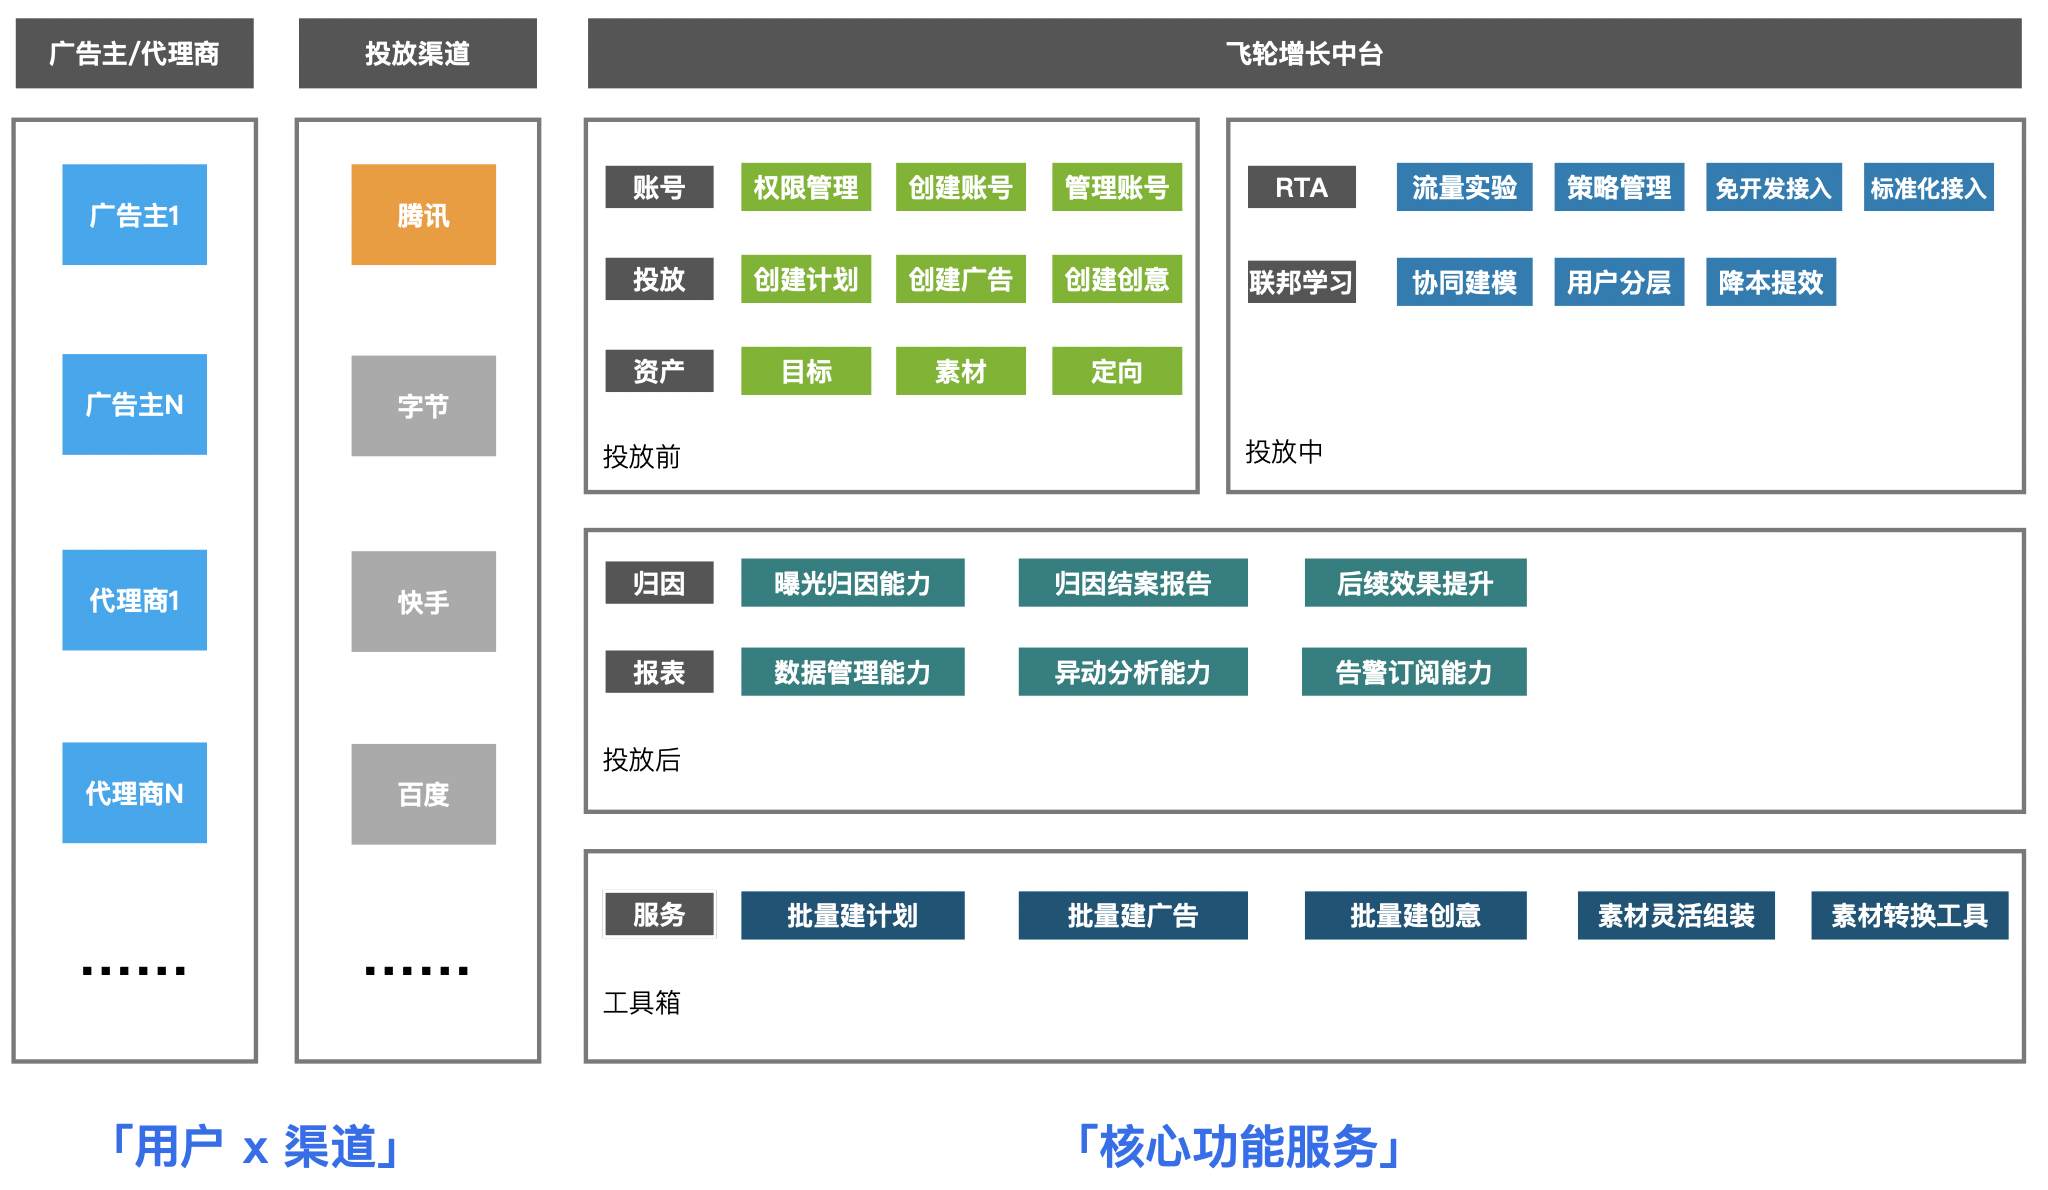 广告主/代理商
投放渠道
飞轮增长中台
广告主1
广告主N
代理商1
代理商N
......
腾讯
字节
快手
百度
......
账号 权限管理 创建账号 管理账号
投放 创建计划 创建广告 创建创意
资产 目标 素材 定向
投放前
RTA 流量实验 策略管理 免开发接入 标准化接入
联邦学习 协同建模 用户分层 降本提效
投放中
归因 曝光归因能力 归因结案报告 后续效果提升
报表 数据管理能力 异动分析能力 告警订阅能力
投放后
服务 批量建计划 批量建广告 批量建创意 素材灵活组装 素材转换工具
工具箱
「用户 x 渠道」
「核心功能服务」